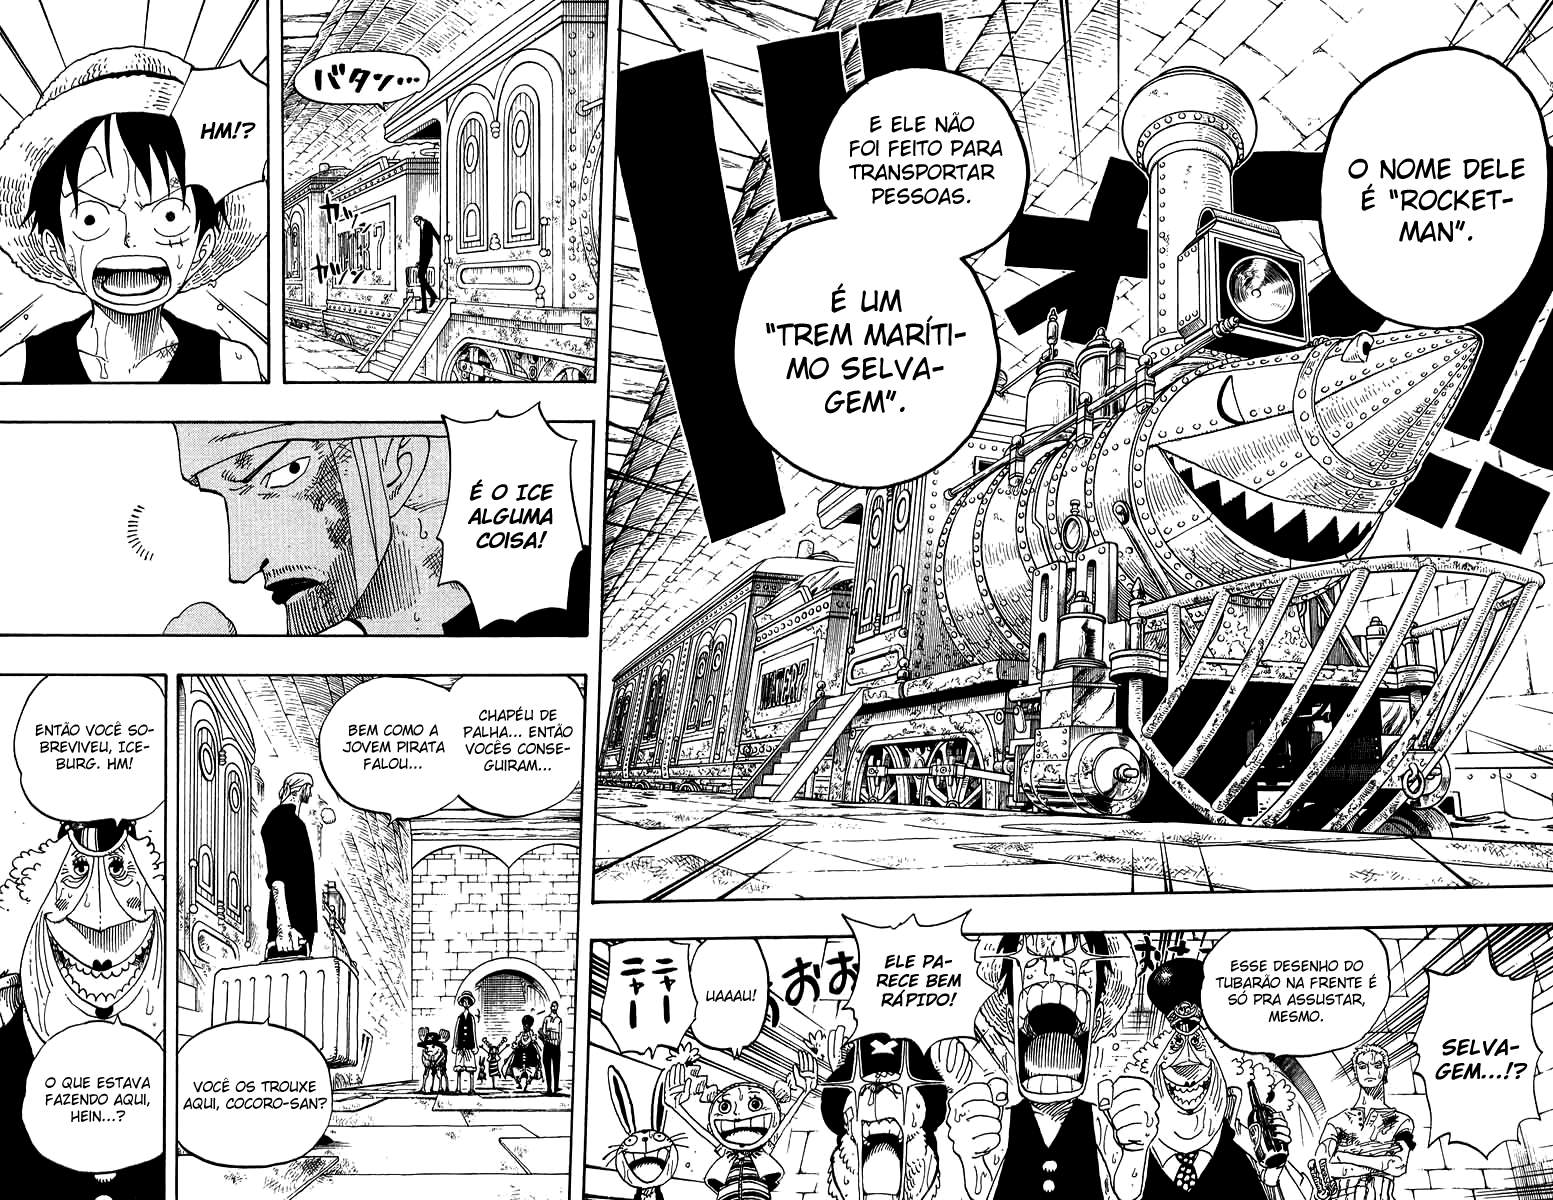 O NOME DELE
É "ROCKET-
MAN".
E ELE NÃO
FOI FEITO PARA
TRANSPORTAR
PESSOAS.
É UM
"TREM MARÍTI-
MO SELVA-
GEM".
SELVA-
GEM...!?
ESSE DESENHO DO
TUBARÃO NA FRENTE É
SÓ PRA ASSUSTAR,
MESMO.
ELE PA-
RECE BEM
RÁPIDO!
おお
UAAAU!
ニャー
ニャー
バタン…
HM!?
É O ICE
ALGUMA
COISA!
CHAPÉU DE
PALHA... ENTÃO
VOCÊS CONSE-
GUIRAM...
BEM COMO A
JOVEM PIRATA
FALOU...
VOCÊ OS TROUXE
AQUI, COCORO-SAN?
ENTÃO VOCÊ SO-
BREVIVEU, ICE-
BURG. HM!
O QUE ESTAVA
FAZENDO AQUI,
HEIN...?